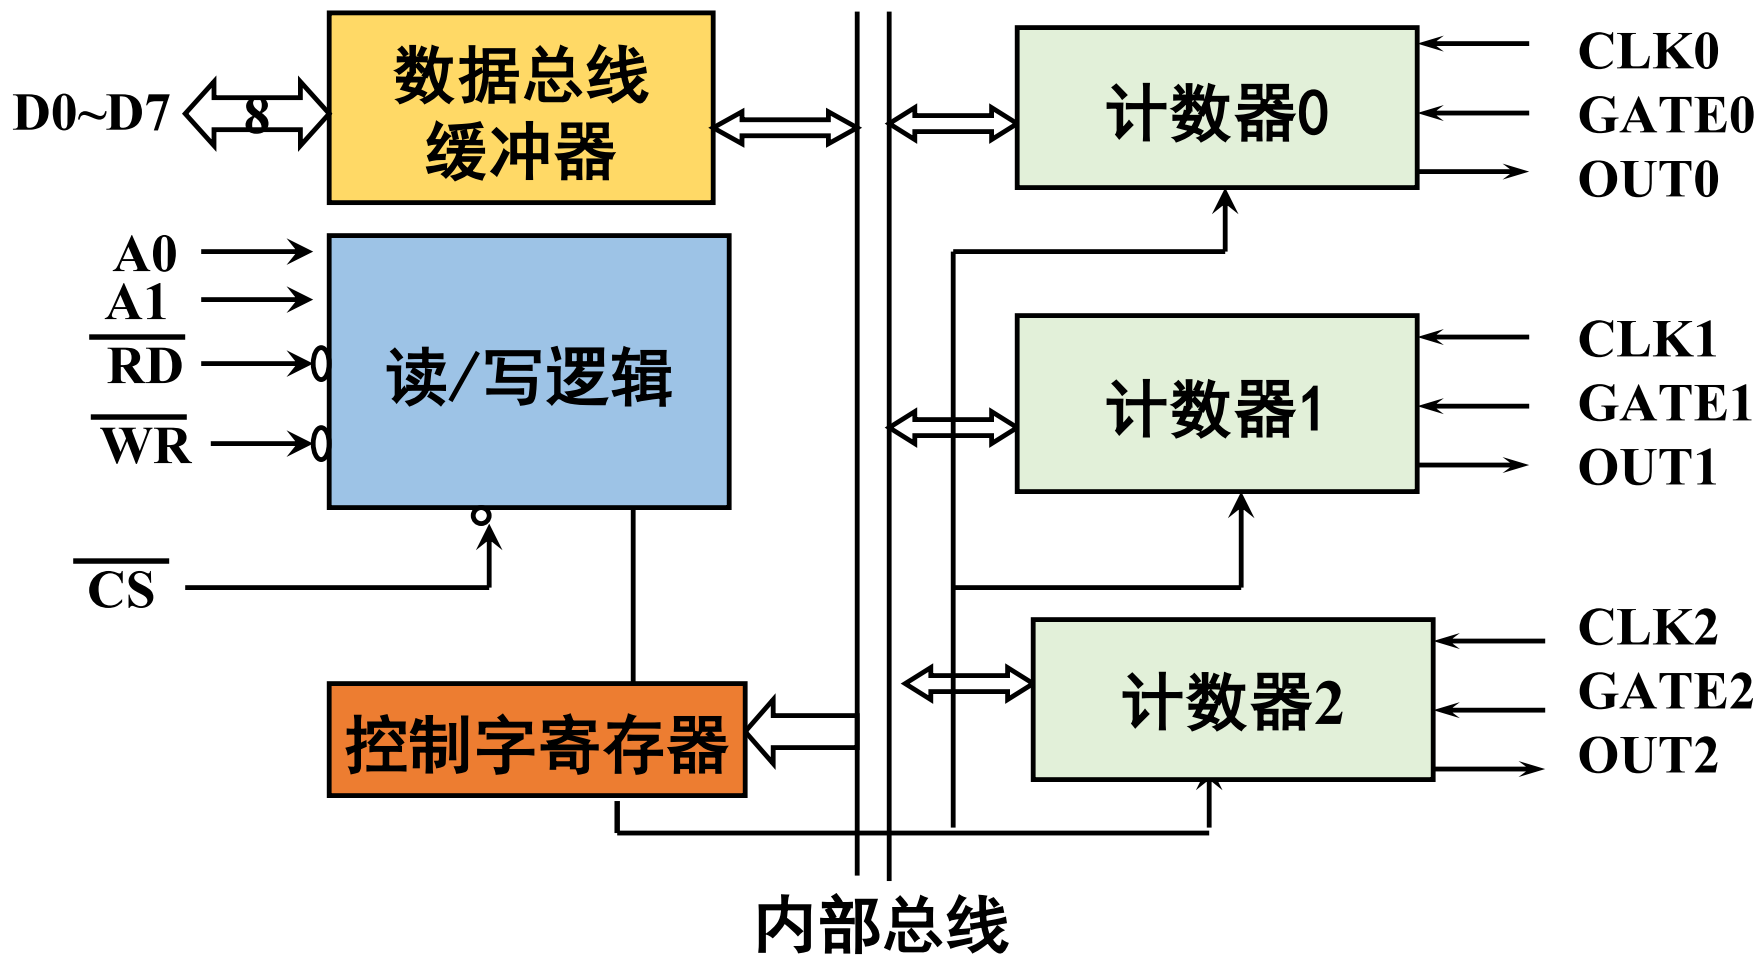 D0~D7
8
数据总线
缓冲器
A0
A1
RD
WR
读/写逻辑
CS
控制字寄存器
计数器0
CLK0
GATE0
OUT0
计数器1
CLK1
GATE1
OUT1
计数器2
CLK2
GATE2
OUT2
内部总线